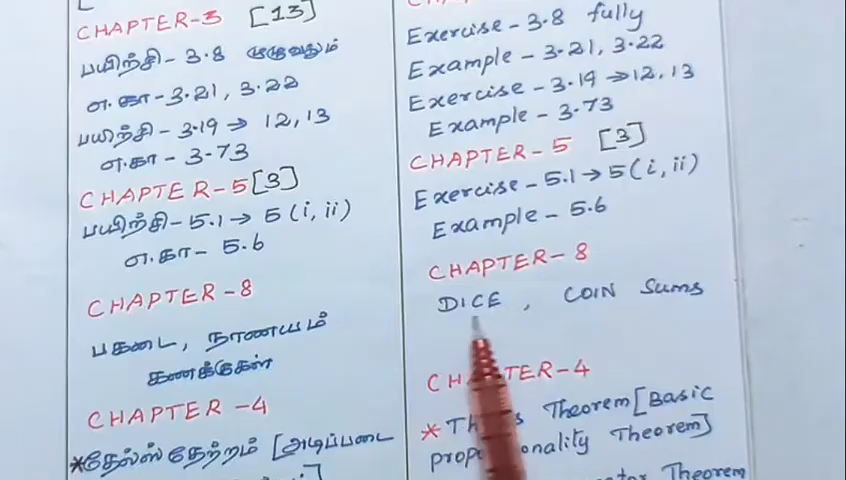 CHAPTER-3 [13]
பயிற்சி - 3.8 முழுவதும்
எ.கா - 3.21, 3.22
பயிற்சி - 3.19 → 12, 13
எ.கா - 3.73
CHAPTER-5 [3]
பயிற்சி - 5.1 → 5 (i, ii)
எ.கா - 5.6
CHAPTER-8
பகடை, நாணயம்
கணக்குகள்
CHAPTER -4
*தேல்ஸ் தேற்றம் [அடிப்படை
Exercise - 3.8 fully
Example - 3.21, 3.22
Exercise - 3.19 → 12, 13
Example - 3.73
CHAPTER - 5 [3]
Exercise - 5.1 → 5 (i, ii)
Example - 5.6
CHAPTER - 8
DICE , COIN Sums
CHAPTER-4
* Theorem [Basic
Theorem]
Theorem